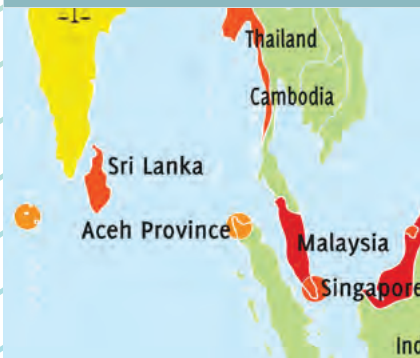 Thailand
Cambodia
Sri Lanka
Aceh Province
Malaysia
Singapore